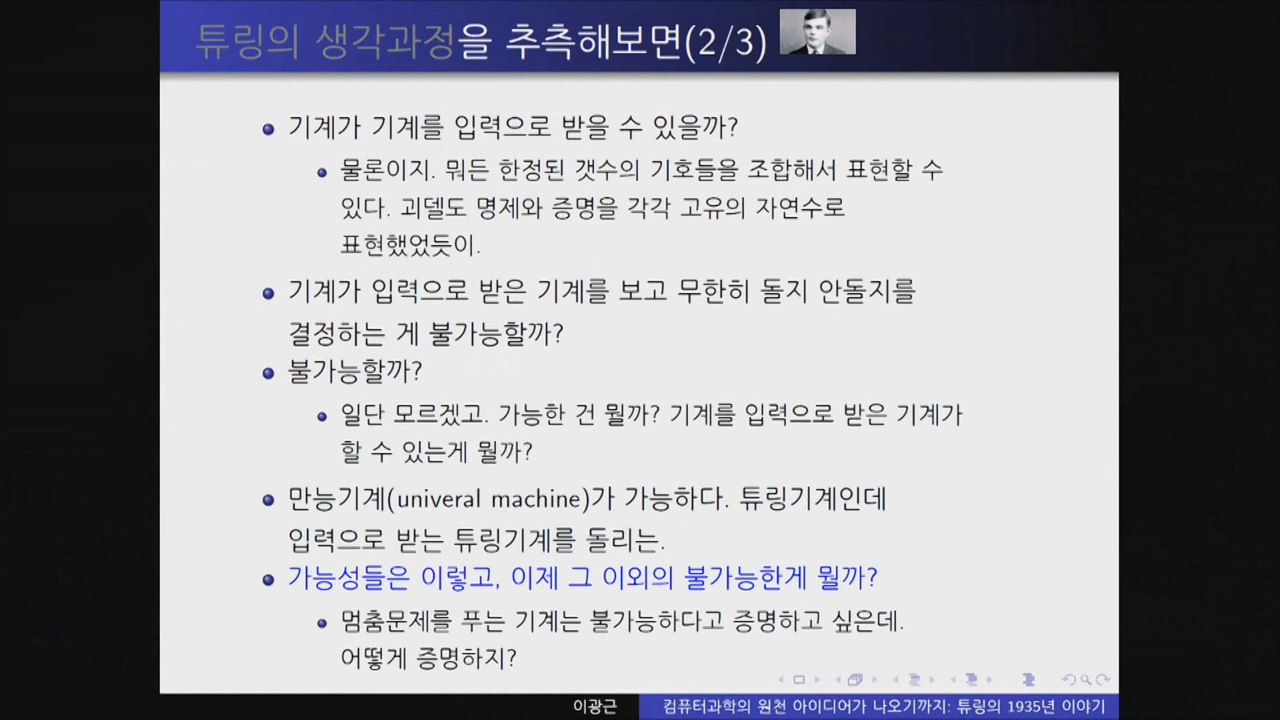 튜링의 생각과정을 추측해보면(2/3)
기계가 기계를 입력으로 받을 수 있을까?
물론이지. 뭐든 한정된 갯수의 기호들을 조합해서 표현할 수
있다. 괴델도 명제와 증명을 각각 고유의 자연수로
표현했었듯이.
기계가 입력으로 받은 기계를 보고 무한히 돌지 안돌지를
결정하는 게 불가능할까?
불가능할까?
일단 모르겠고. 가능한 건 뭘까? 기계를 입력으로 받은 기계가
할 수 있는게 뭘까?
만능기계(univeral machine)가 가능하다. 튜링기계인데
입력으로 받는 튜링기계를 돌리는.
가능성들은 이렇고, 이제 그 이외의 불가능한게 뭘까?
멈춤문제를 푸는 기계는 불가능하다고 증명하고 싶은데.
어떻게 증명하지?
이광근
컴퓨터과학의 원천 아이디어가 나오기까지: 튜링의 1935년 이야기